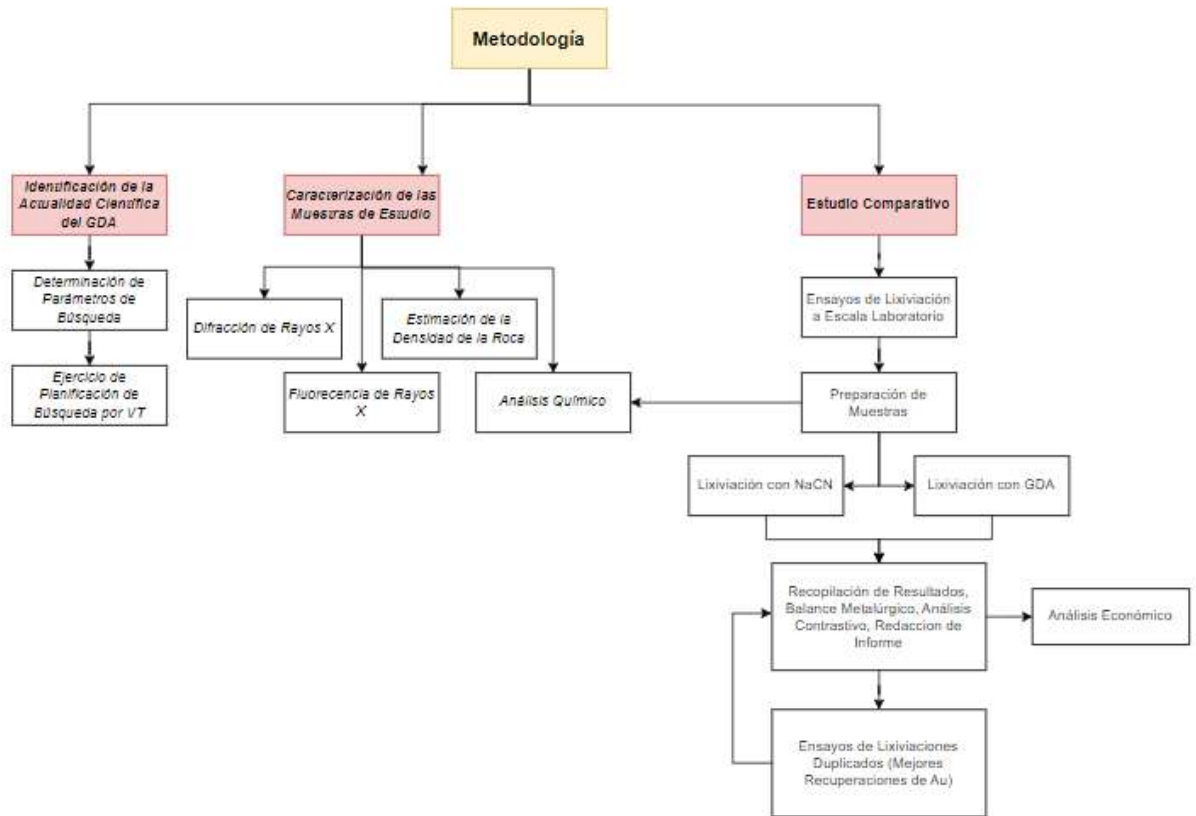 Metodología
Identificación de la
Actualidad Científica
del GDA
Caracterización de las
Muestras de Estudio
Estudio Comparativo
Determinación de
Parámetros de
Búsqueda
Difracción de Rayos X
Estimación de la
Densidad de la Roca
Ensayos de Lixiviación
a Escala Laboratorio
Ejercicio de
Planificación de
Búsqueda por VT
Fluorecencia de Rayos
X
Análisis Químico
Preparación de
Muestras
Lixiviación con NaCN
Lixiviación con GDA
Recopilación de Resultados,
Balance Metalúrgico, Análisis
Contrastivo, Redaccion de
Informe
Análisis Económico
Ensayos de Lixiviaciones
Duplicados (Mejores
Recuperaciones de Au)